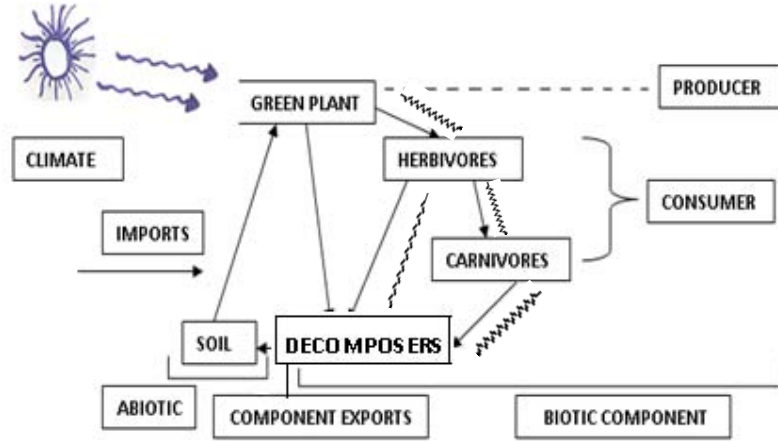 GREEN PLANT
PRODUCER
CLIMATE
HERBIVORES
CONSUMER
IMPORTS
CARNIVORES
SOIL
DECOMPOSERS
ABIOTIC
COMPONENT EXPORTS
BIOTIC COMPONENT